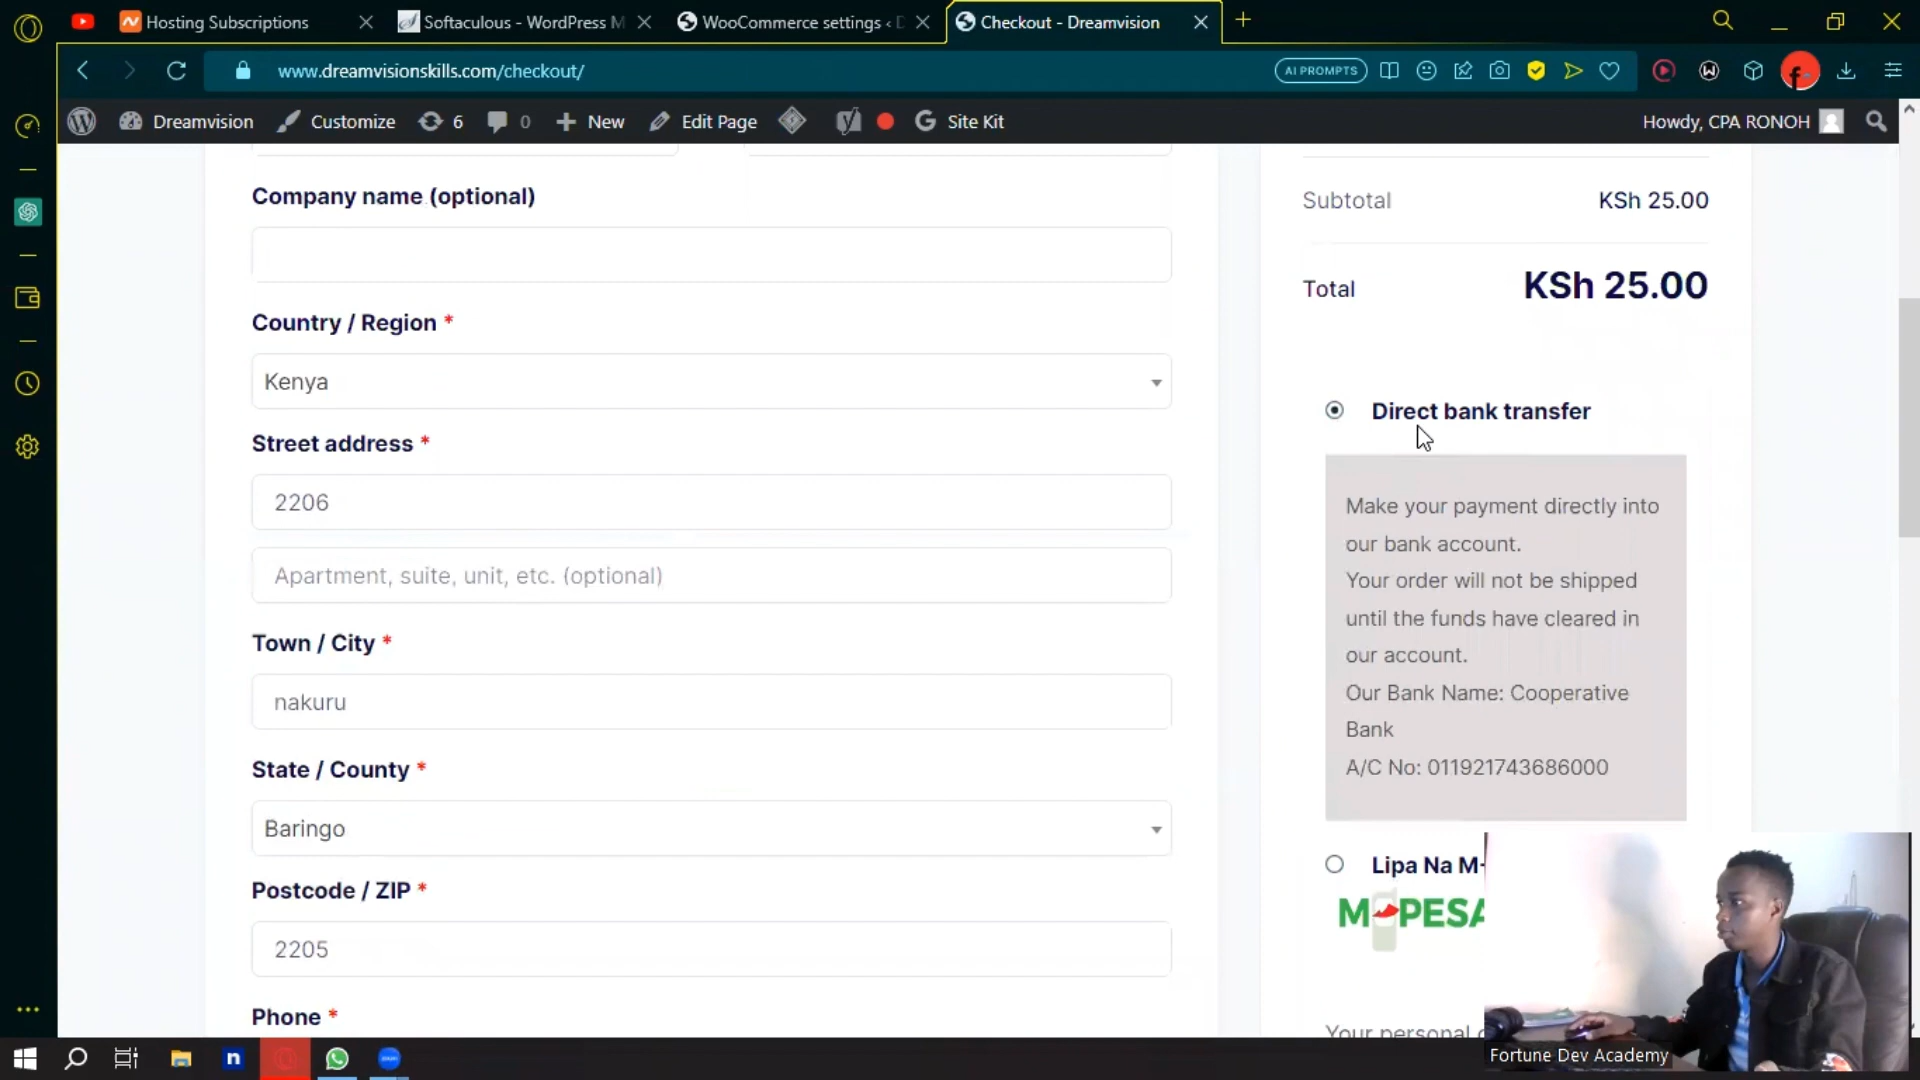 Hosting Subscriptions
Softaculous - WordPress M
WooCommerce settings ‹ D
Checkout - Dreamvision
www.dreamvisionskills.com/checkout/
AI PROMPTS
Dreamvision
Customize
6
0
New
Edit Page
Site Kit
Howdy, CPA RONOH
Company name (optional)
Country / Region *
Kenya
Street address *
2206
Apartment, suite, unit, etc. (optional)
Town / City *
nakuru
State / County *
Baringo
Postcode / ZIP *
2205
Phone *
Subtotal KSh 25.00
Total KSh 25.00
Direct bank transfer
Make your payment directly into
our bank account.
Your order will not be shipped
until the funds have cleared in
our account.
Our Bank Name: Cooperative
Bank
A/C No: 011921743686000
Lipa Na M-
M PESA
Your personal
Fortune Dev Academy